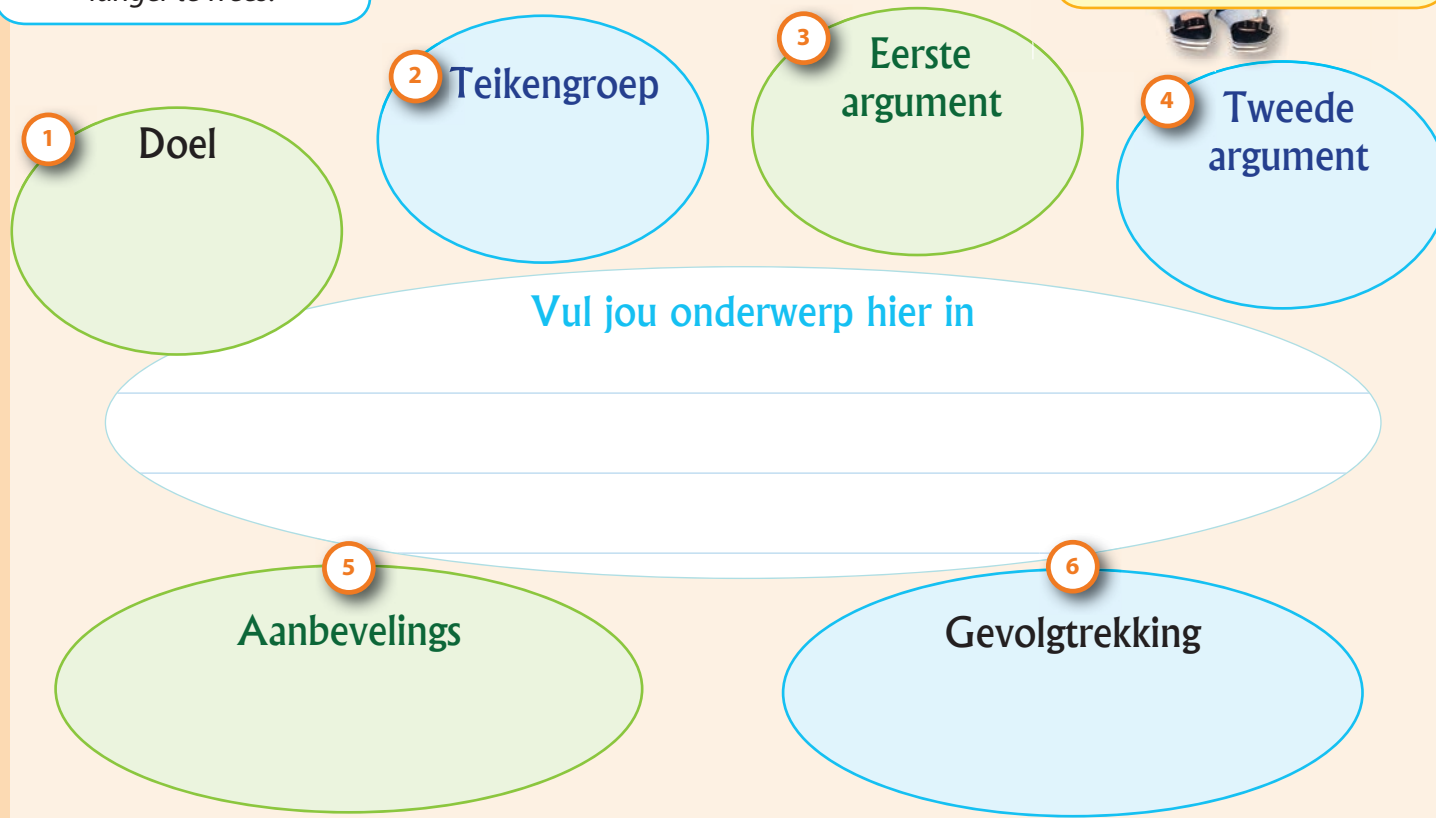 1
Doel
2
Teikengroep
3
Eerste
argument
4
Tweede
argument
Vul jou onderwerp hier in
5
Aanbevelings
6
Gevolgtrekking